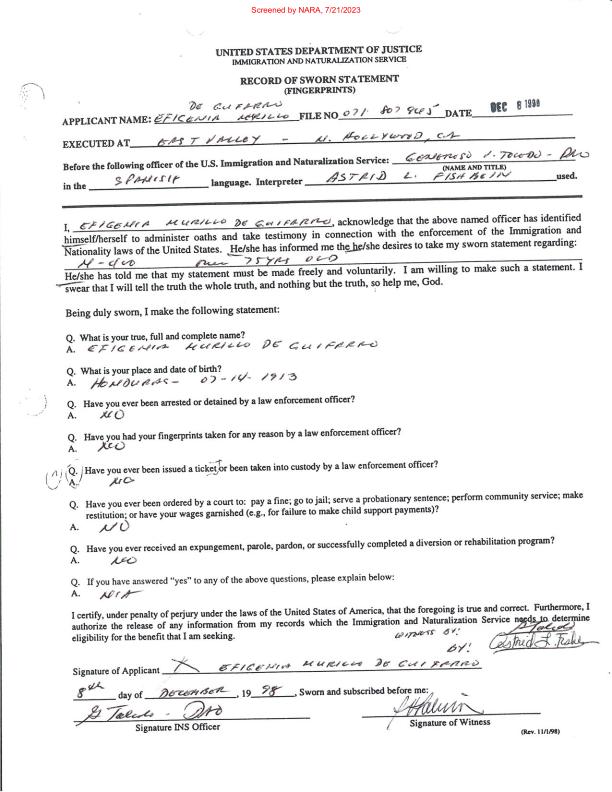 Screened by NARA, 7/21/2023
UNITED STATES DEPARTMENT OF JUSTICE
IMMIGRATION AND NATURALIZATION SERVICE
RECORD OF SWORN STATEMENT
(FINGERPRINTS)
DE GUIFARRO
APPLICANT NAME: EFIGENIA MURILLO FILE NO 071 807 845 DATE DEC 8 1998
EXECUTED AT EAST VALLEY - N. HOLLYWOOD, CA
Before the following officer of the U.S. Immigration and Naturalization Service: GENEROSO V. TOLEDO - DAO
(NAME AND TITLE)
in the SPANISH language. Interpreter ASTRID L. FISHBEIN used.
I, EFIGENIA MURILLO DE GUIFARRO, acknowledge that the above named officer has identified
himself/herself to administer oaths and take testimony in connection with the enforcement of the Immigration and
Nationality laws of the United States. He/she has informed me the he/she desires to take my sworn statement regarding:
N-400 over 75 YRS OLD
He/she has told me that my statement must be made freely and voluntarily. I am willing to make such a statement. I
swear that I will tell the truth the whole truth, and nothing but the truth, so help me, God.
Being duly sworn, I make the following statement:
Q. What is your true, full and complete name?
A. EFIGENIA MURILLO DE GUIFARRO
Q. What is your place and date of birth?
A. HONDURAS - 07-14-1913
Q. Have you ever been arrested or detained by a law enforcement officer?
A. NO
Q. Have you had your fingerprints taken for any reason by a law enforcement officer?
A. NO
Q. Have you ever been issued a ticket or been taken into custody by a law enforcement officer?
A. NO
Q. Have you ever been ordered by a court to: pay a fine; go to jail; serve a probationary sentence; perform community service; make
restitution; or have your wages garnished (e.g., for failure to make child support payments)?
A. NO
Q. Have you ever received an expungement, parole, pardon, or successfully completed a diversion or rehabilitation program?
A. NO
Q. If you have answered "yes" to any of the above questions, please explain below:
A. N/A
I certify, under penalty of perjury under the laws of the United States of America, that the foregoing is true and correct. Furthermore, I
authorize the release of any information from my records which the Immigration and Naturalization Service needs to determine
eligibility for the benefit that I am seeking.
WITNESS BY: G Toledo
BY: Astrid L. Fishbein
Signature of Applicant X EFIGENIA MURILLO DE GUIFARRO
8th day of DECEMBER, 19 98, Sworn and subscribed before me:
G Toledo - DAO
Signature INS Officer
Signature of Witness
(Rev. 11/1/98)